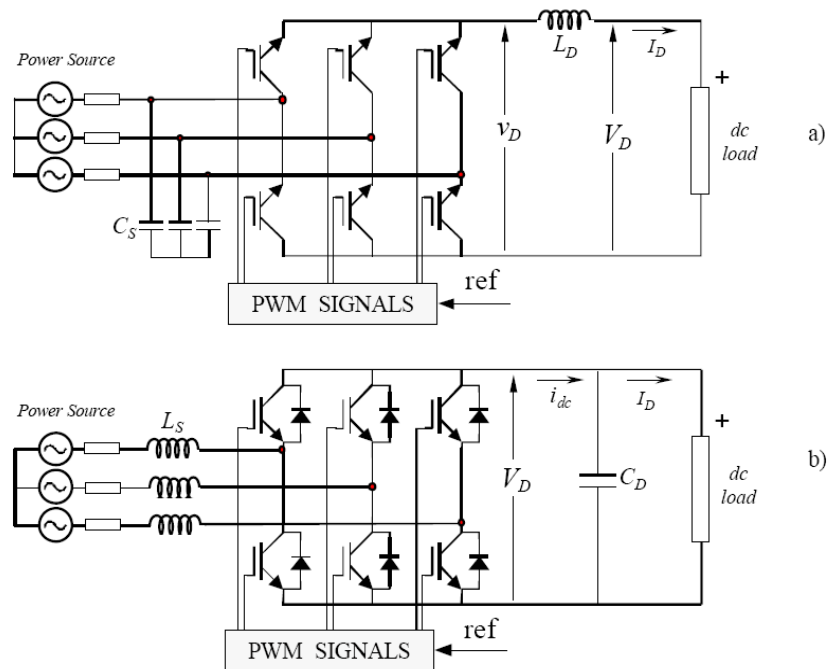 Power Source
C_S
v_D
L_D
V_D
I_D
+
dc
load
a)
PWM SIGNALS
ref
Power Source
L_S
V_D
i_dc
I_D
C_D
+
dc
load
b)
PWM SIGNALS
ref